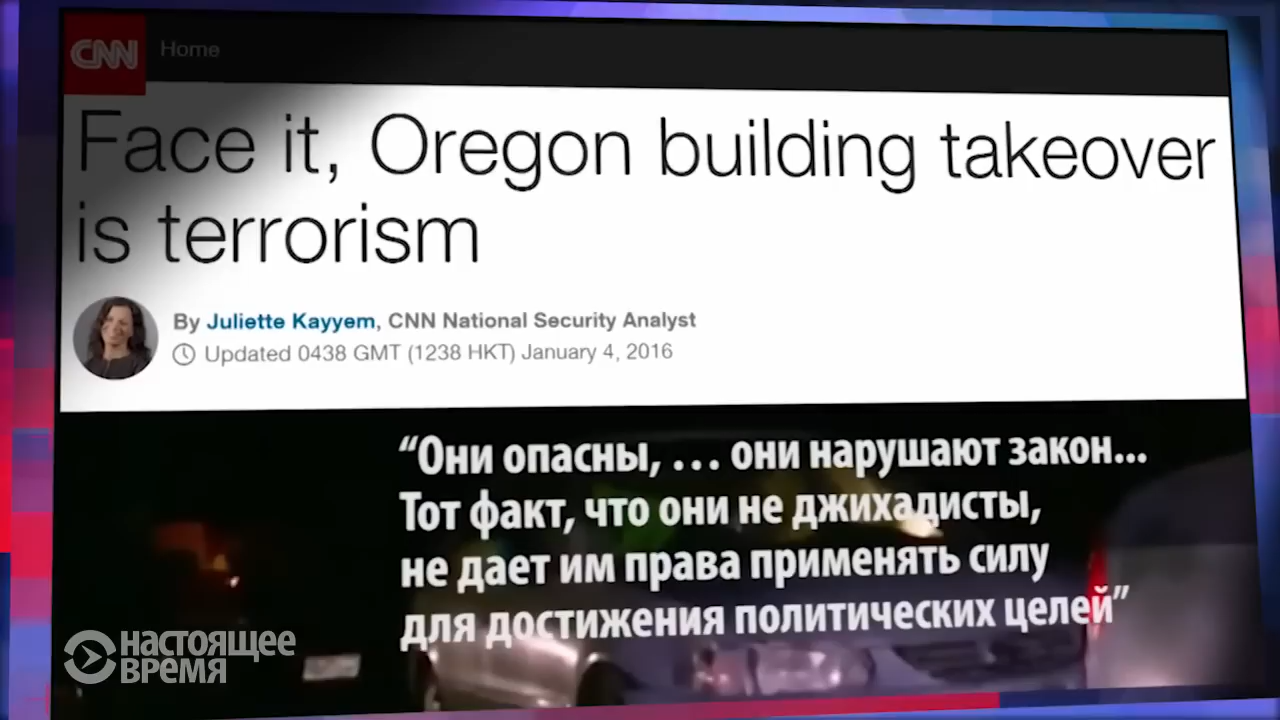 CNN
Home
Face it, Oregon building takeover
is terrorism
By Juliette Kayyem, CNN National Security Analyst
Updated 0438 GMT (1238 HKT) January 4, 2016
“Они опасны, … они нарушают закон...
Тот факт, что они не джихадисты,
не дает им права применять силу
для достижения политических целей”
НАСТОЯЩЕЕ
ВРЕМЯ